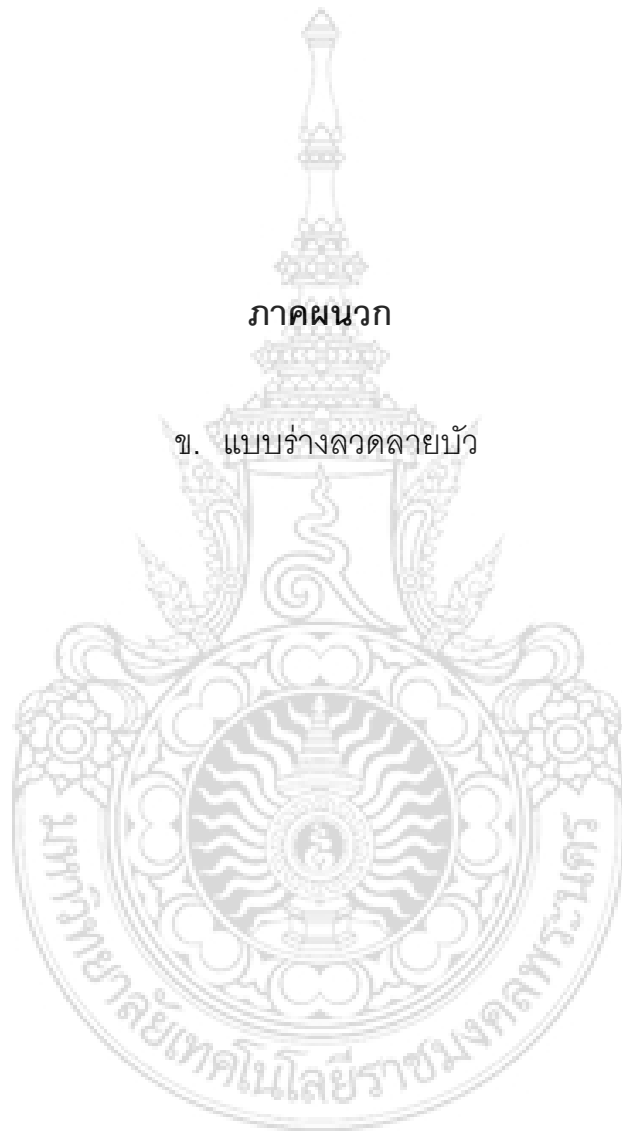 ภาคผนวก
ข. แบบร่างลวดลายบัว
มหาวิทยาลัยเทคโนโลยีราชมงคลพระนคร